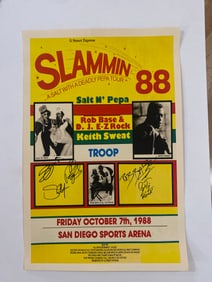 SLAMMIN'
88
"A SALT WITH A DEADLY PEPA TOUR"
Salt N' Pepa
Rob Base &
D. J. E-Z Rock
Keith Sweat
TROOP
FRIDAY OCTOBER 7th, 1988
SAN DIEGO SPORTS ARENA